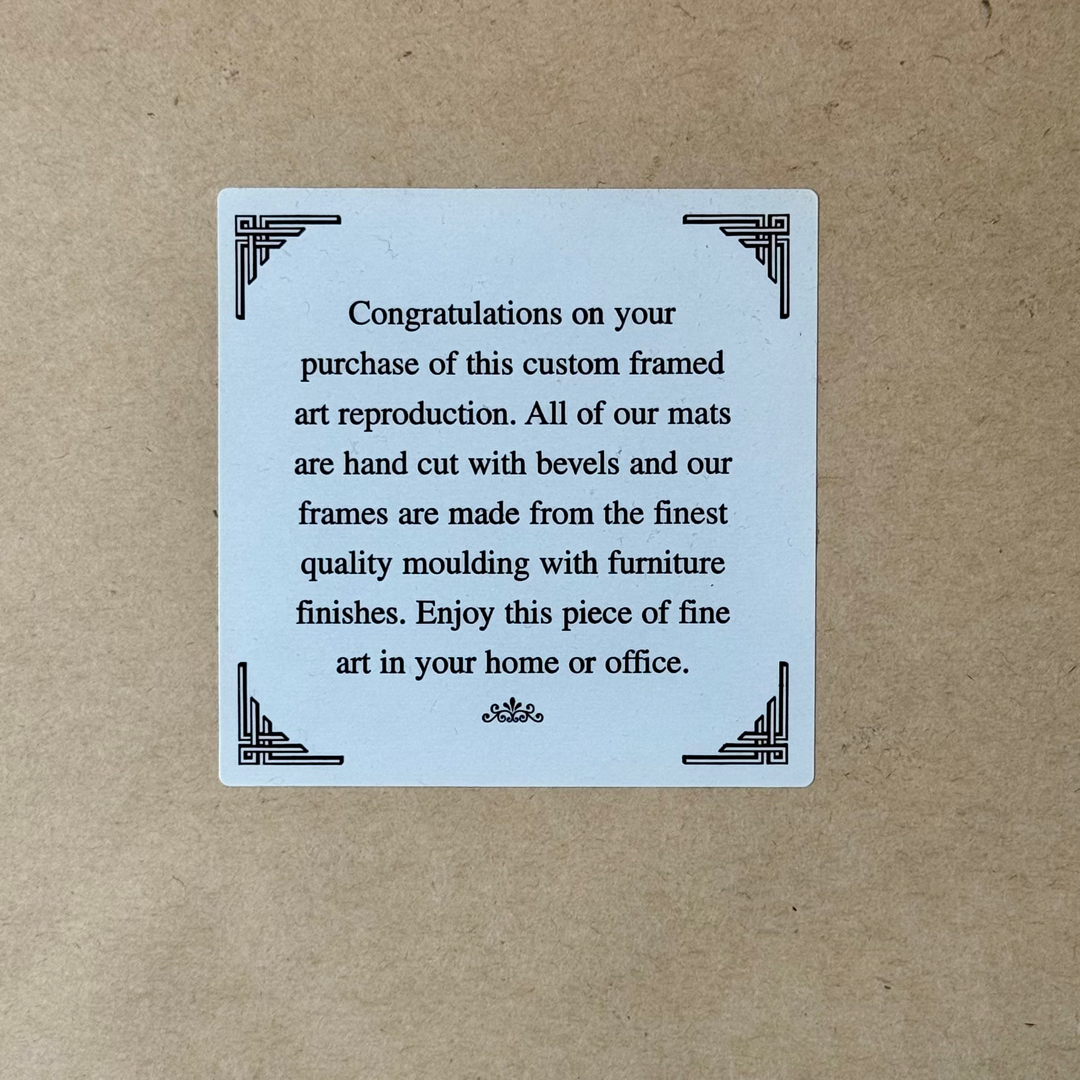 Congratulations on your
purchase of this custom framed
art reproduction. All of our mats
are hand cut with bevels and our
frames are made from the finest
quality moulding with furniture
finishes. Enjoy this piece of fine
art in your home or office.